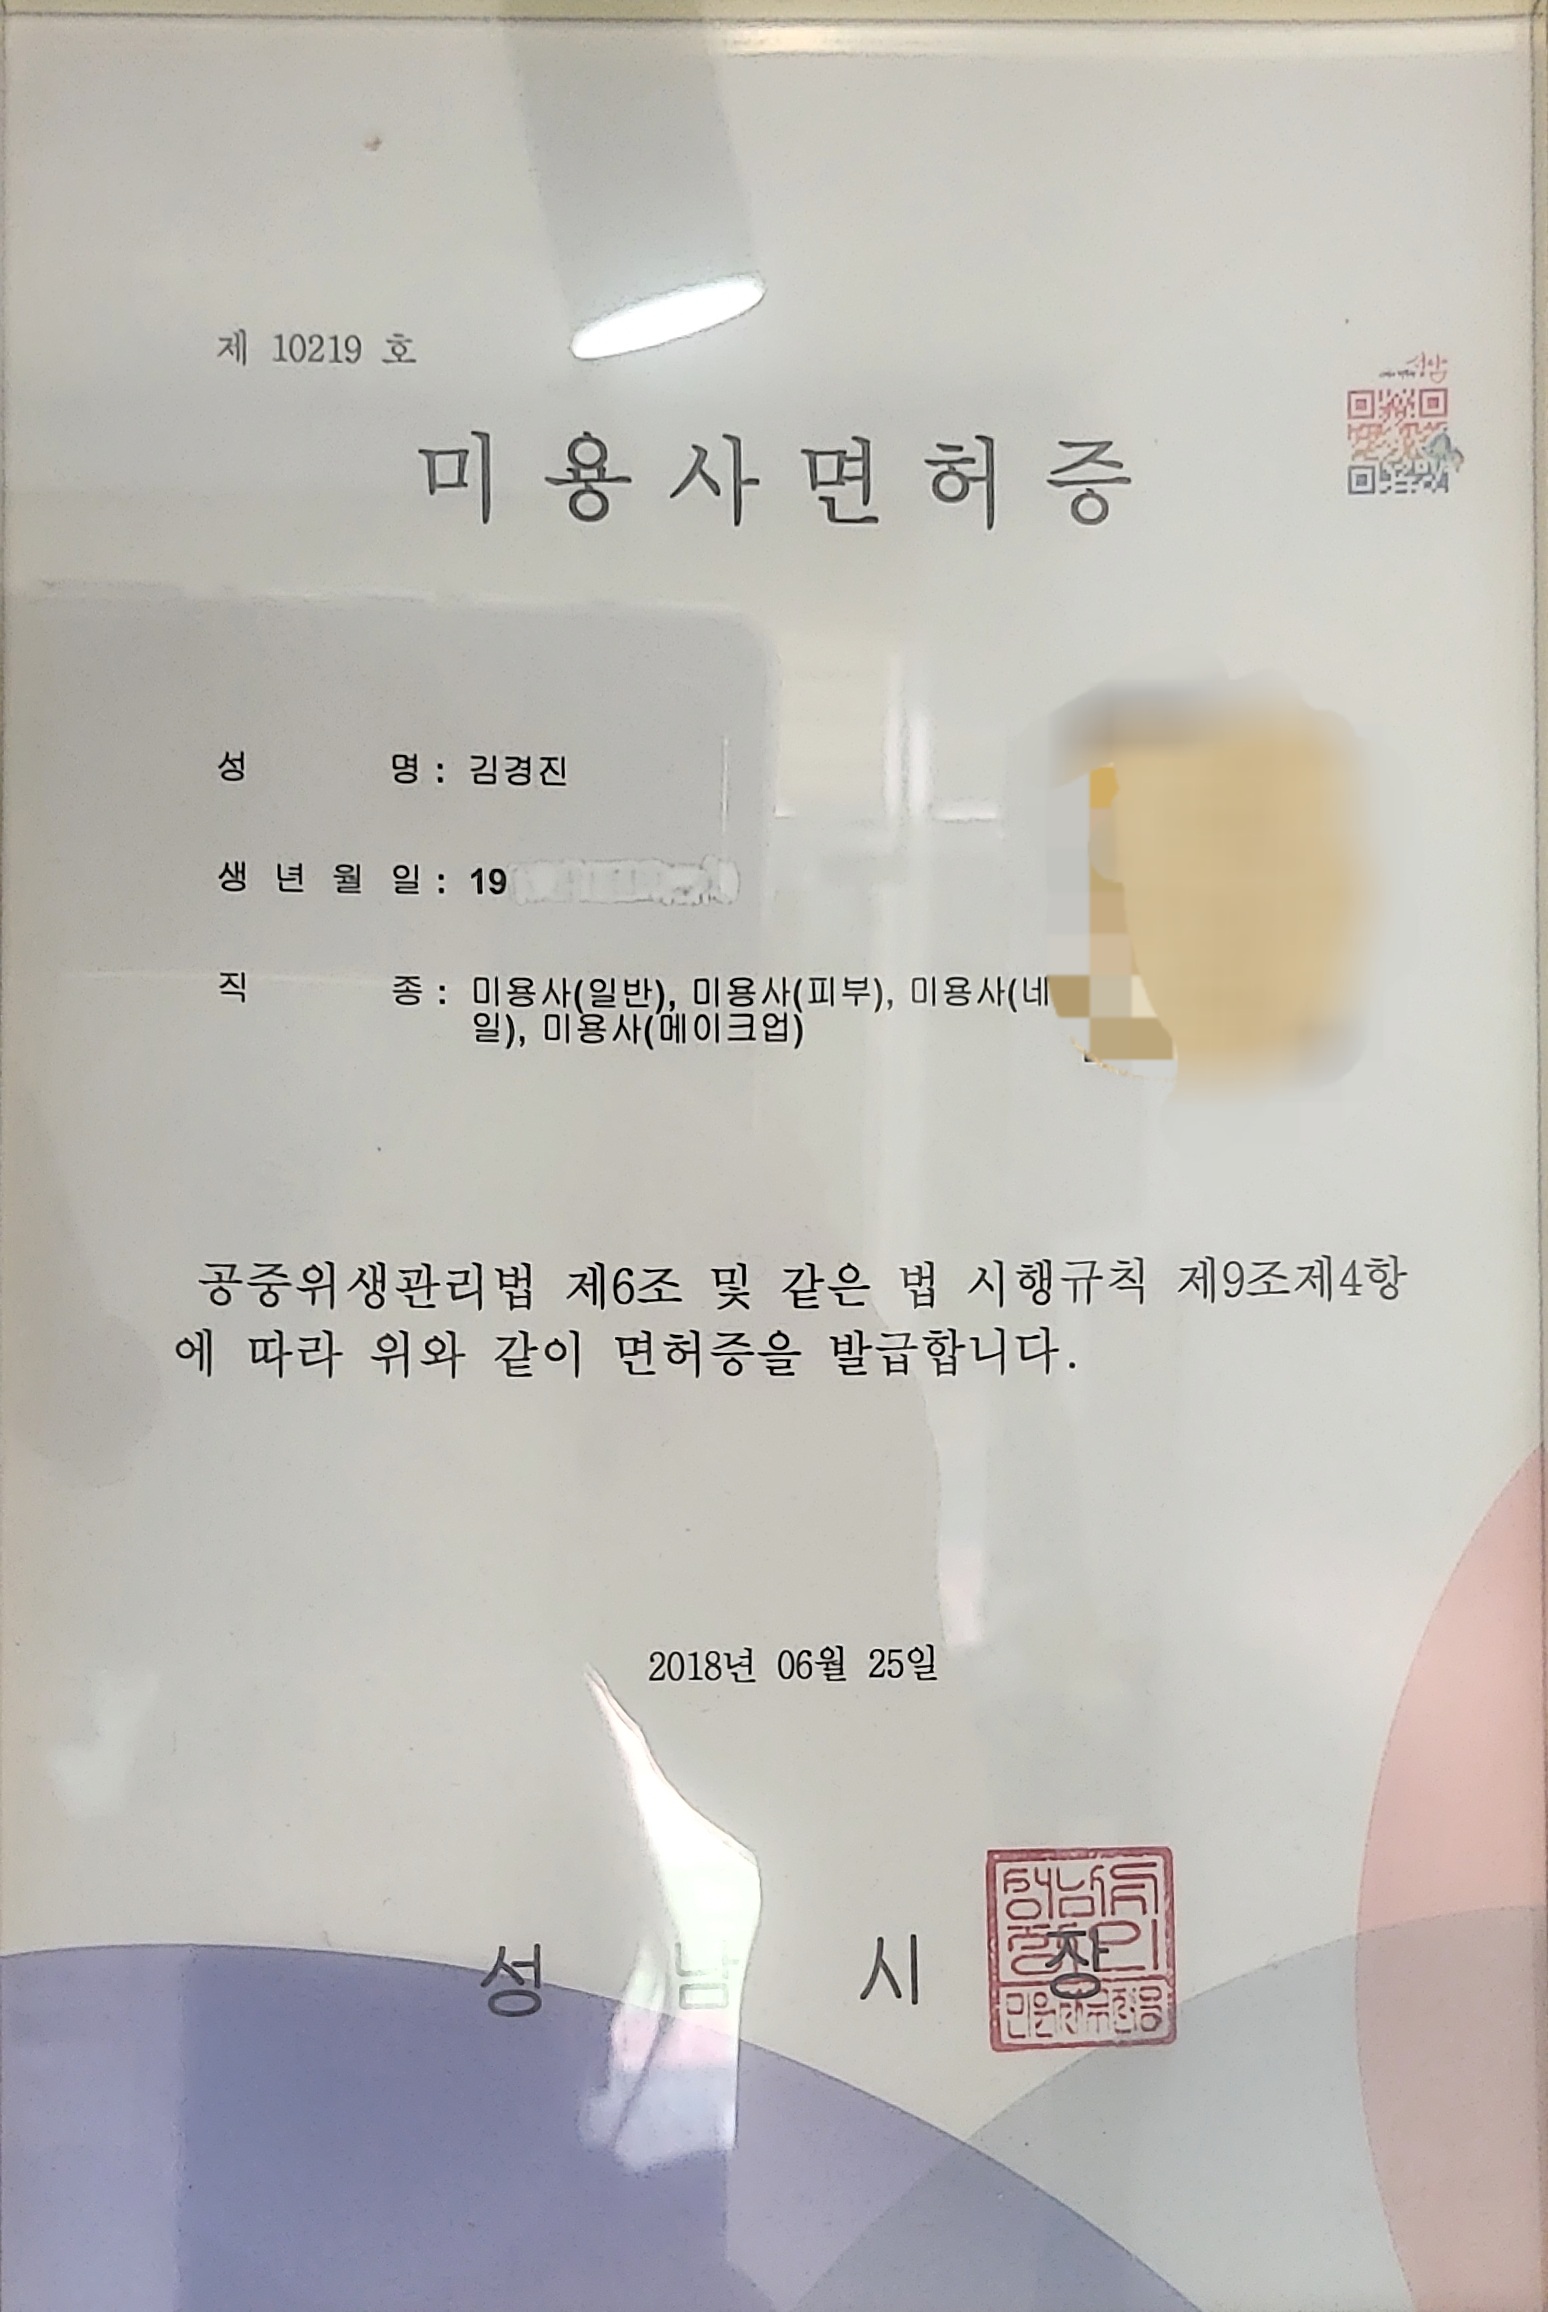 제 10219 호
성남
미용사면허증
성 명 : 김경진
생 년 월 일 : 19
직 종 : 미용사(일반), 미용사(피부), 미용사(네
일), 미용사(메이크업)
공중위생관리법 제6조 및 같은 법 시행규칙 제9조제4항
에 따라 위와 같이 면허증을 발급합니다.
2018년 06월 25일
성 남 시 장